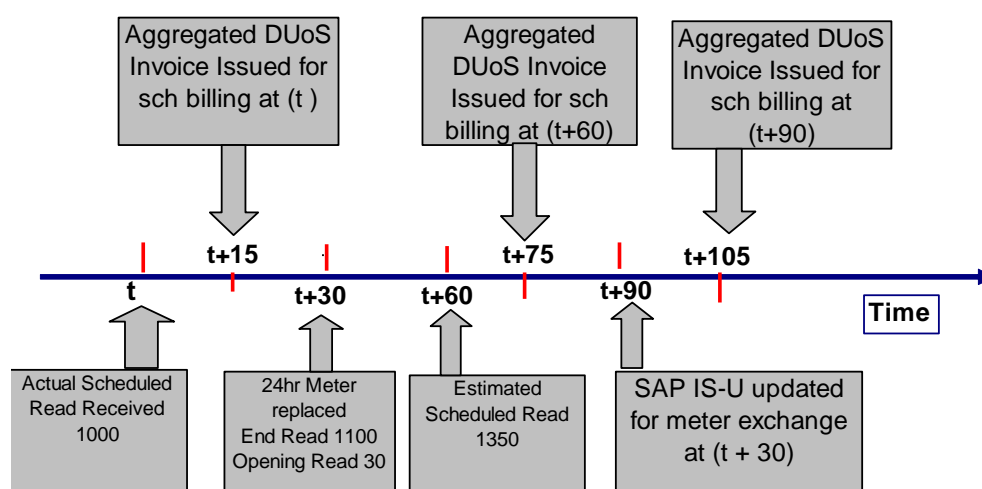 Aggregated DUoS
Invoice Issued for
sch billing at (t )
Aggregated
DUoS Invoice
Issued for sch
billing at (t+60)
Aggregated DUoS
Invoice Issued for
sch billing at
(t+90)
t+15
t+75
t+105
t
t+30
t+60
t+90
Time
Actual Scheduled
Read Received
1000
24hr Meter
replaced
End Read 1100
Opening Read 30
Estimated
Scheduled Read
1350
SAP IS-U updated
for meter exchange
at (t + 30)